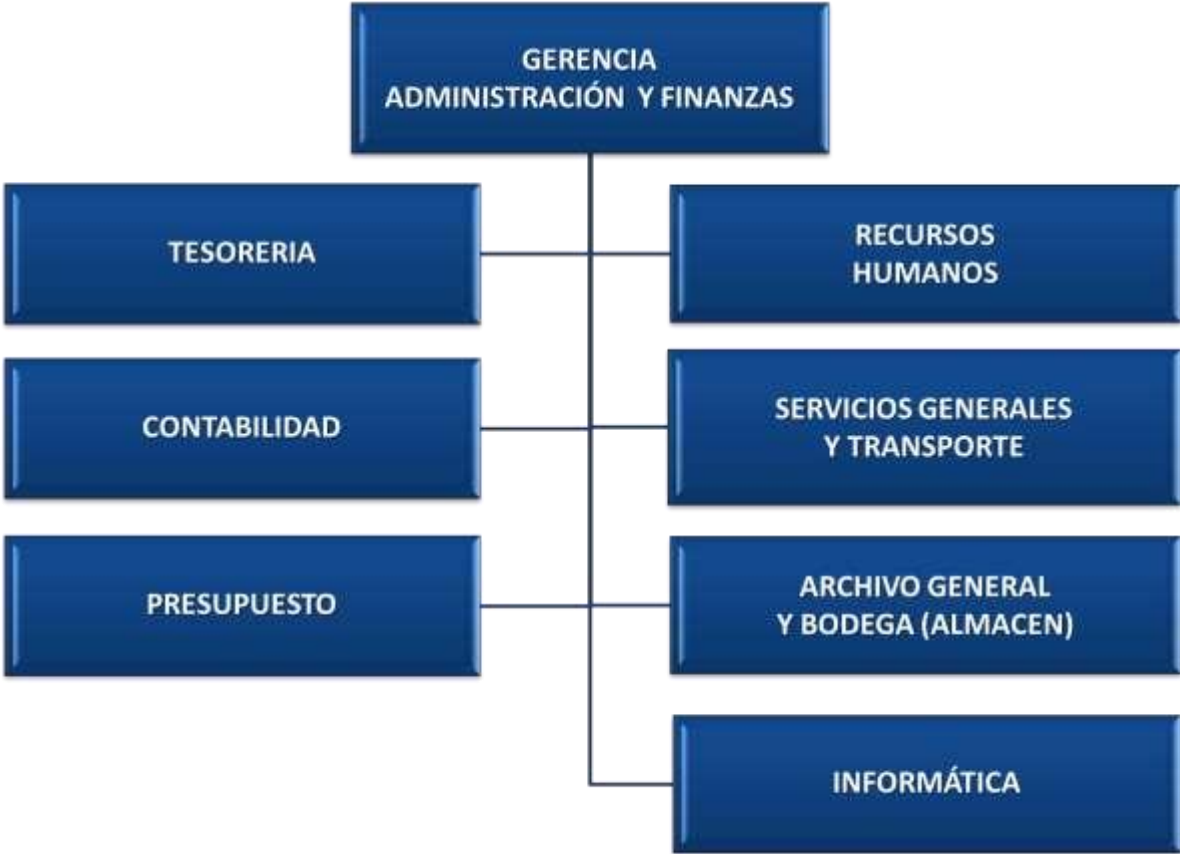 GERENCIA
ADMINISTRACIÓN Y FINANZAS
TESORERIA
RECURSOS
HUMANOS
CONTABILIDAD
SERVICIOS GENERALES
Y TRANSPORTE
PRESUPUESTO
ARCHIVO GENERAL
Y BODEGA (ALMACEN)
INFORMÁTICA